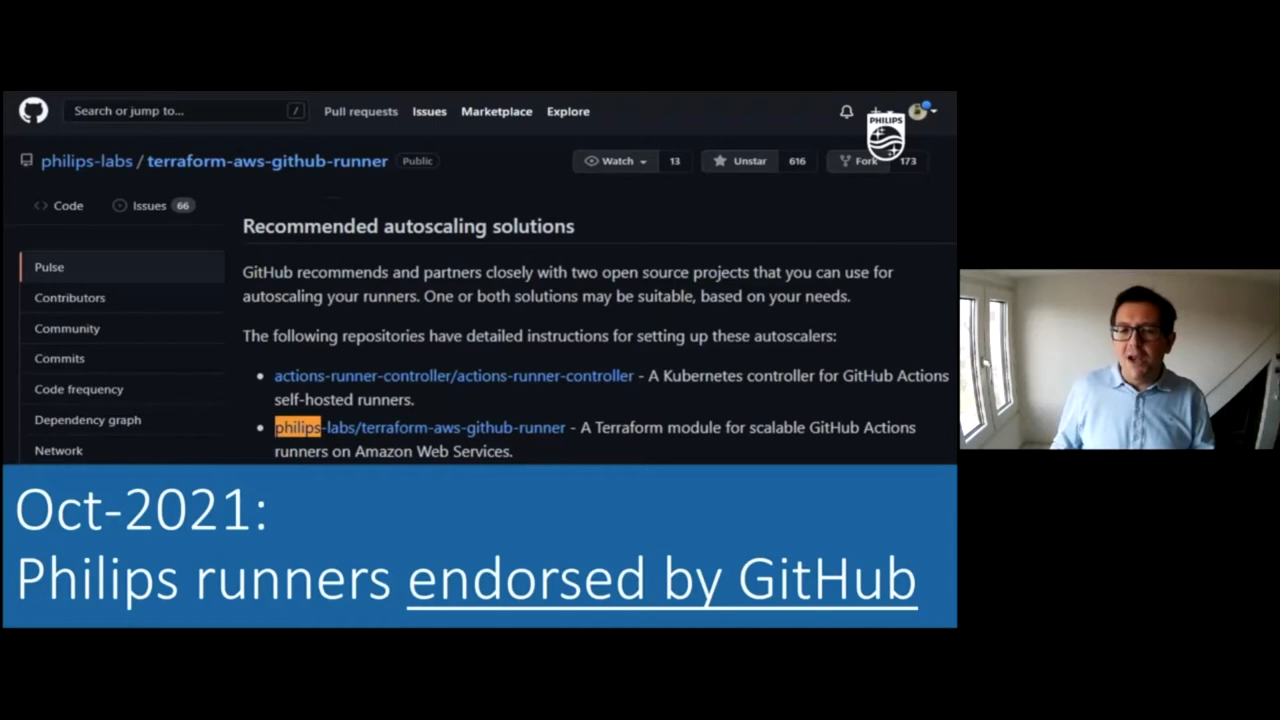 Search or jump to... /
Pull requests Issues Marketplace Explore
PHILIPS
philips-labs / terraform-aws-github-runner Public
Watch 13 Unstar 616 Fork 173
Code Issues 66
Recommended autoscaling solutions
Pulse
Contributors
Community
Commits
Code frequency
Dependency graph
Network
GitHub recommends and partners closely with two open source projects that you can use for
autoscaling your runners. One or both solutions may be suitable, based on your needs.
The following repositories have detailed instructions for setting up these autoscalers:
actions-runner-controller/actions-runner-controller - A Kubernetes controller for GitHub Actions
self-hosted runners.
philips-labs/terraform-aws-github-runner - A Terraform module for scalable GitHub Actions
runners on Amazon Web Services.
Oct-2021:
Philips runners endorsed by GitHub